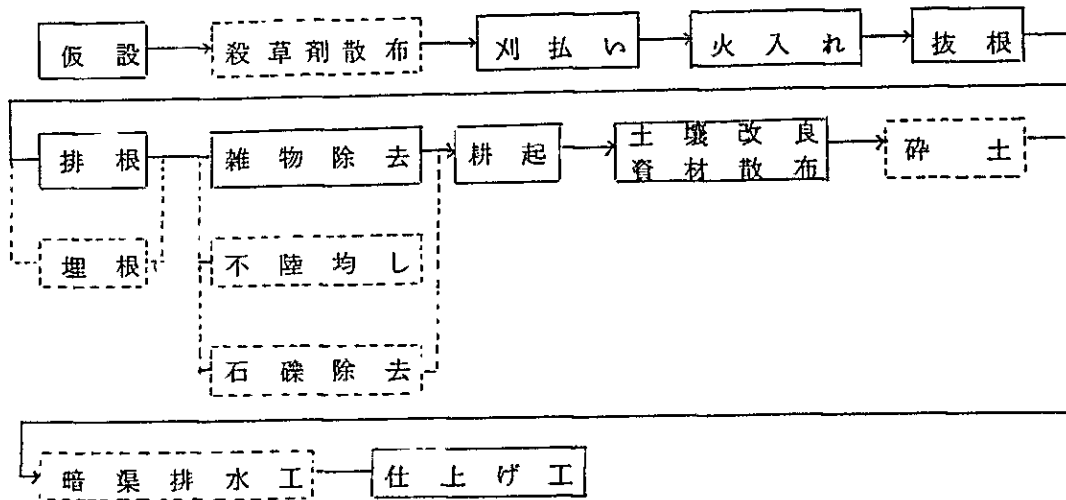 仮設
殺草剤散布
刈払い
火入れ
抜根
排根
雑物除去
耕起
土壌改良
資材散布
砕土
埋根
不陸均し
石礫除去
暗渠排水工
仕上げ工